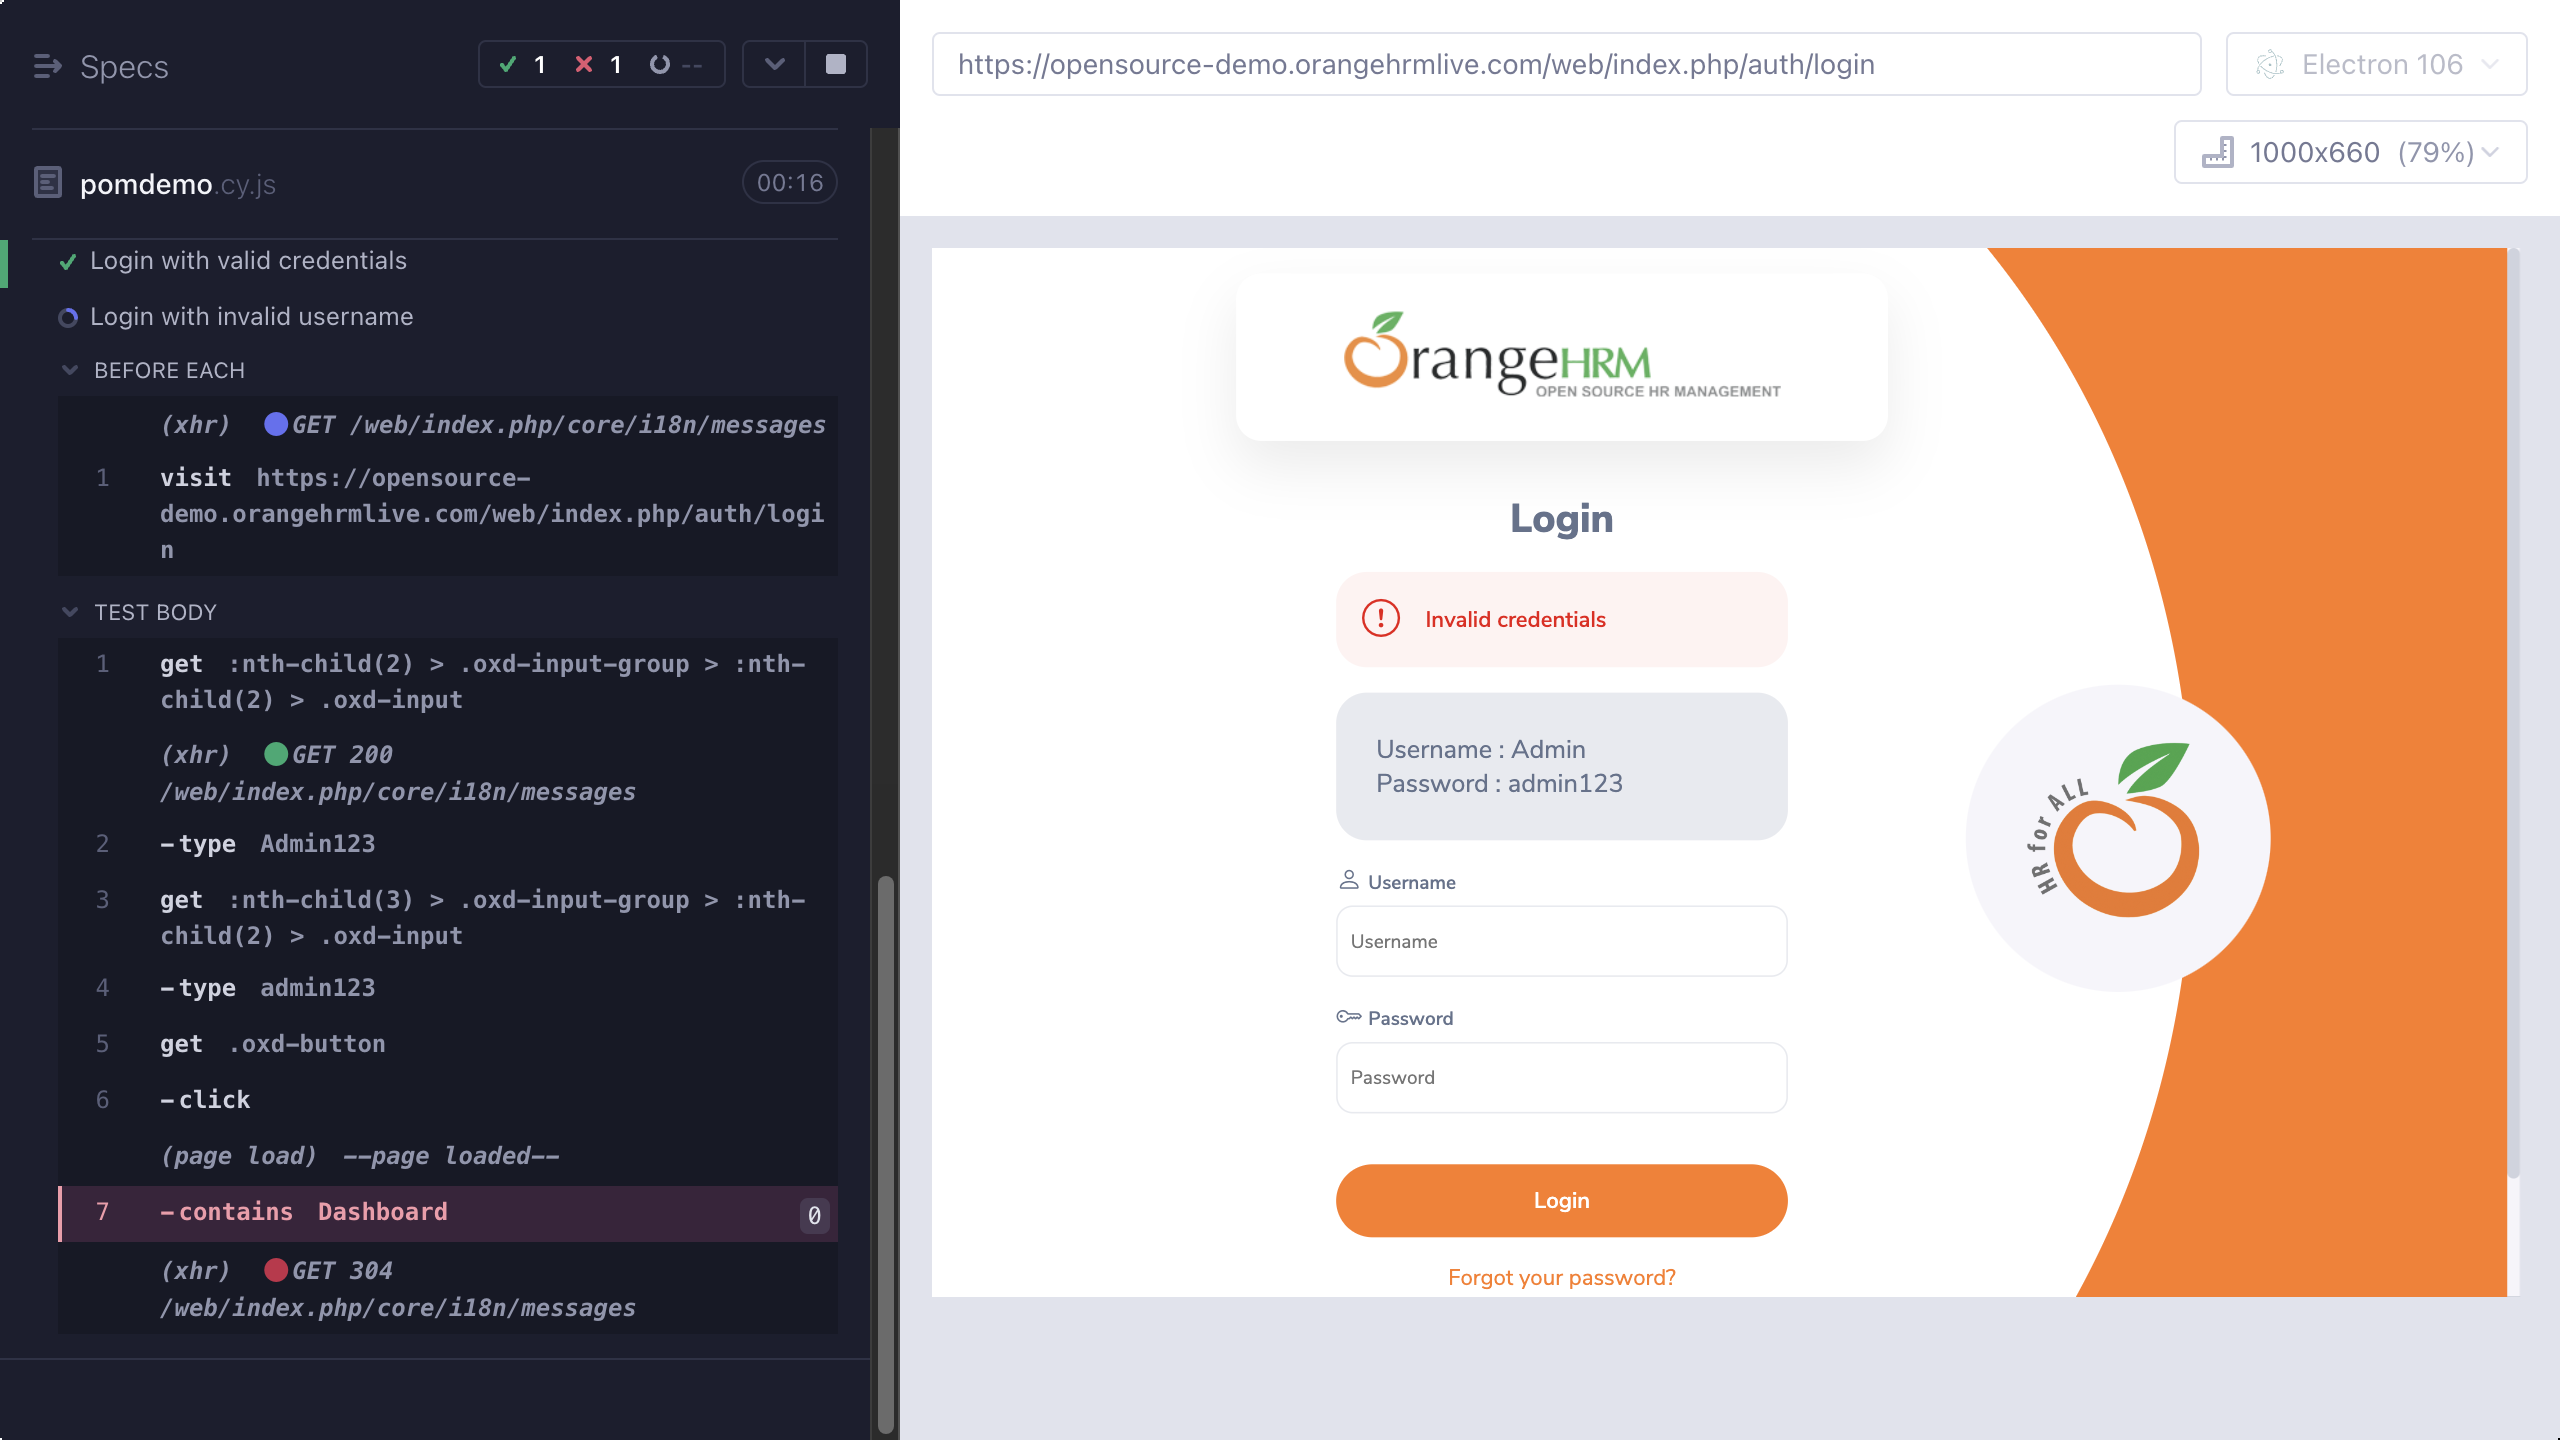 Specs
1 1 --
pomdemo.cy.js 00:16
Login with valid credentials
Login with invalid username
BEFORE EACH
(xhr) GET /web/index.php/core/i18n/messages
1 visit https://opensource-
demo.orangehrmlive.com/web/index.php/auth/logi
n
TEST BODY
1 get :nth-child(2) > .oxd-input-group > :nth-
child(2) > .oxd-input
(xhr) GET 200
/web/index.php/core/i18n/messages
2 -type Admin123
3 get :nth-child(3) > .oxd-input-group > :nth-
child(2) > .oxd-input
4 -type admin123
5 get .oxd-button
6 -click
(page load) --page loaded--
7 -contains Dashboard 0
(xhr) GET 304
/web/index.php/core/i18n/messages
https://opensource-demo.orangehrmlive.com/web/index.php/auth/login
Electron 106
1000x660 (79%)
OrangeHRM
OPEN SOURCE HR MANAGEMENT
Login
Invalid credentials
Username : Admin
Password : admin123
Username
Username
Password
Password
Login
Forgot your password?
HR for ALL